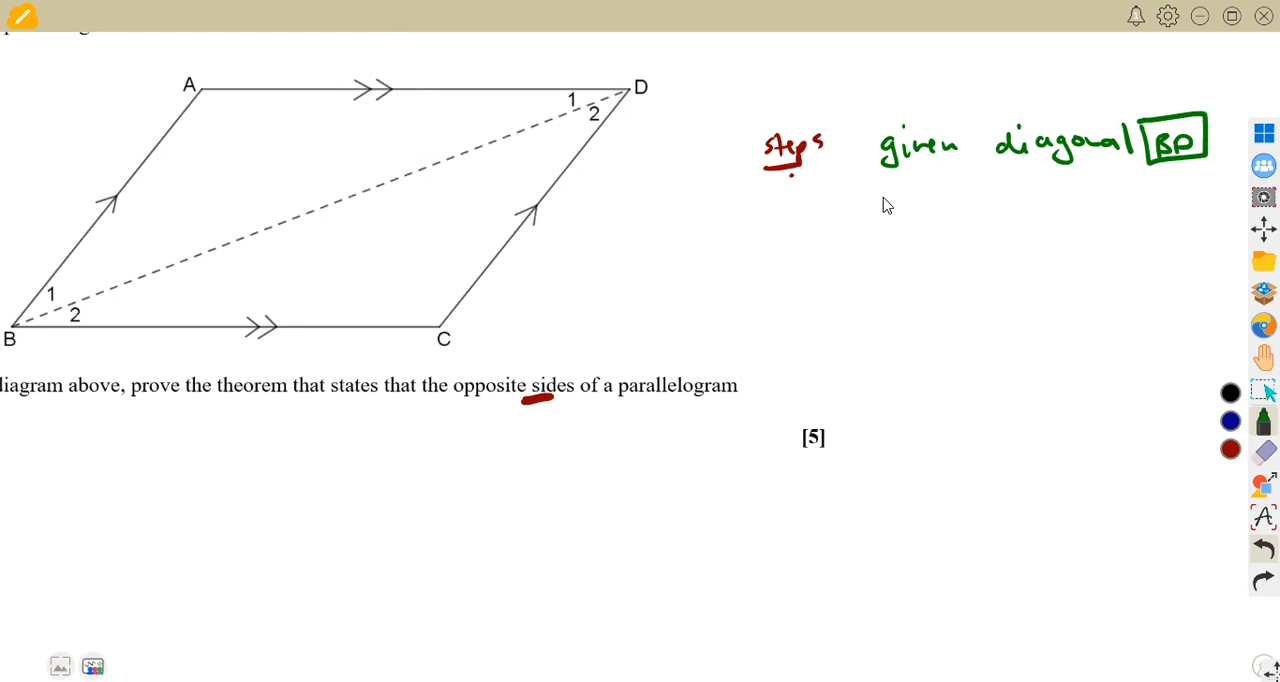 A
D
1
2
steps given diagonal BD
1
2
B
C
diagram above, prove the theorem that states that the opposite sides of a parallelogram
[5]
A